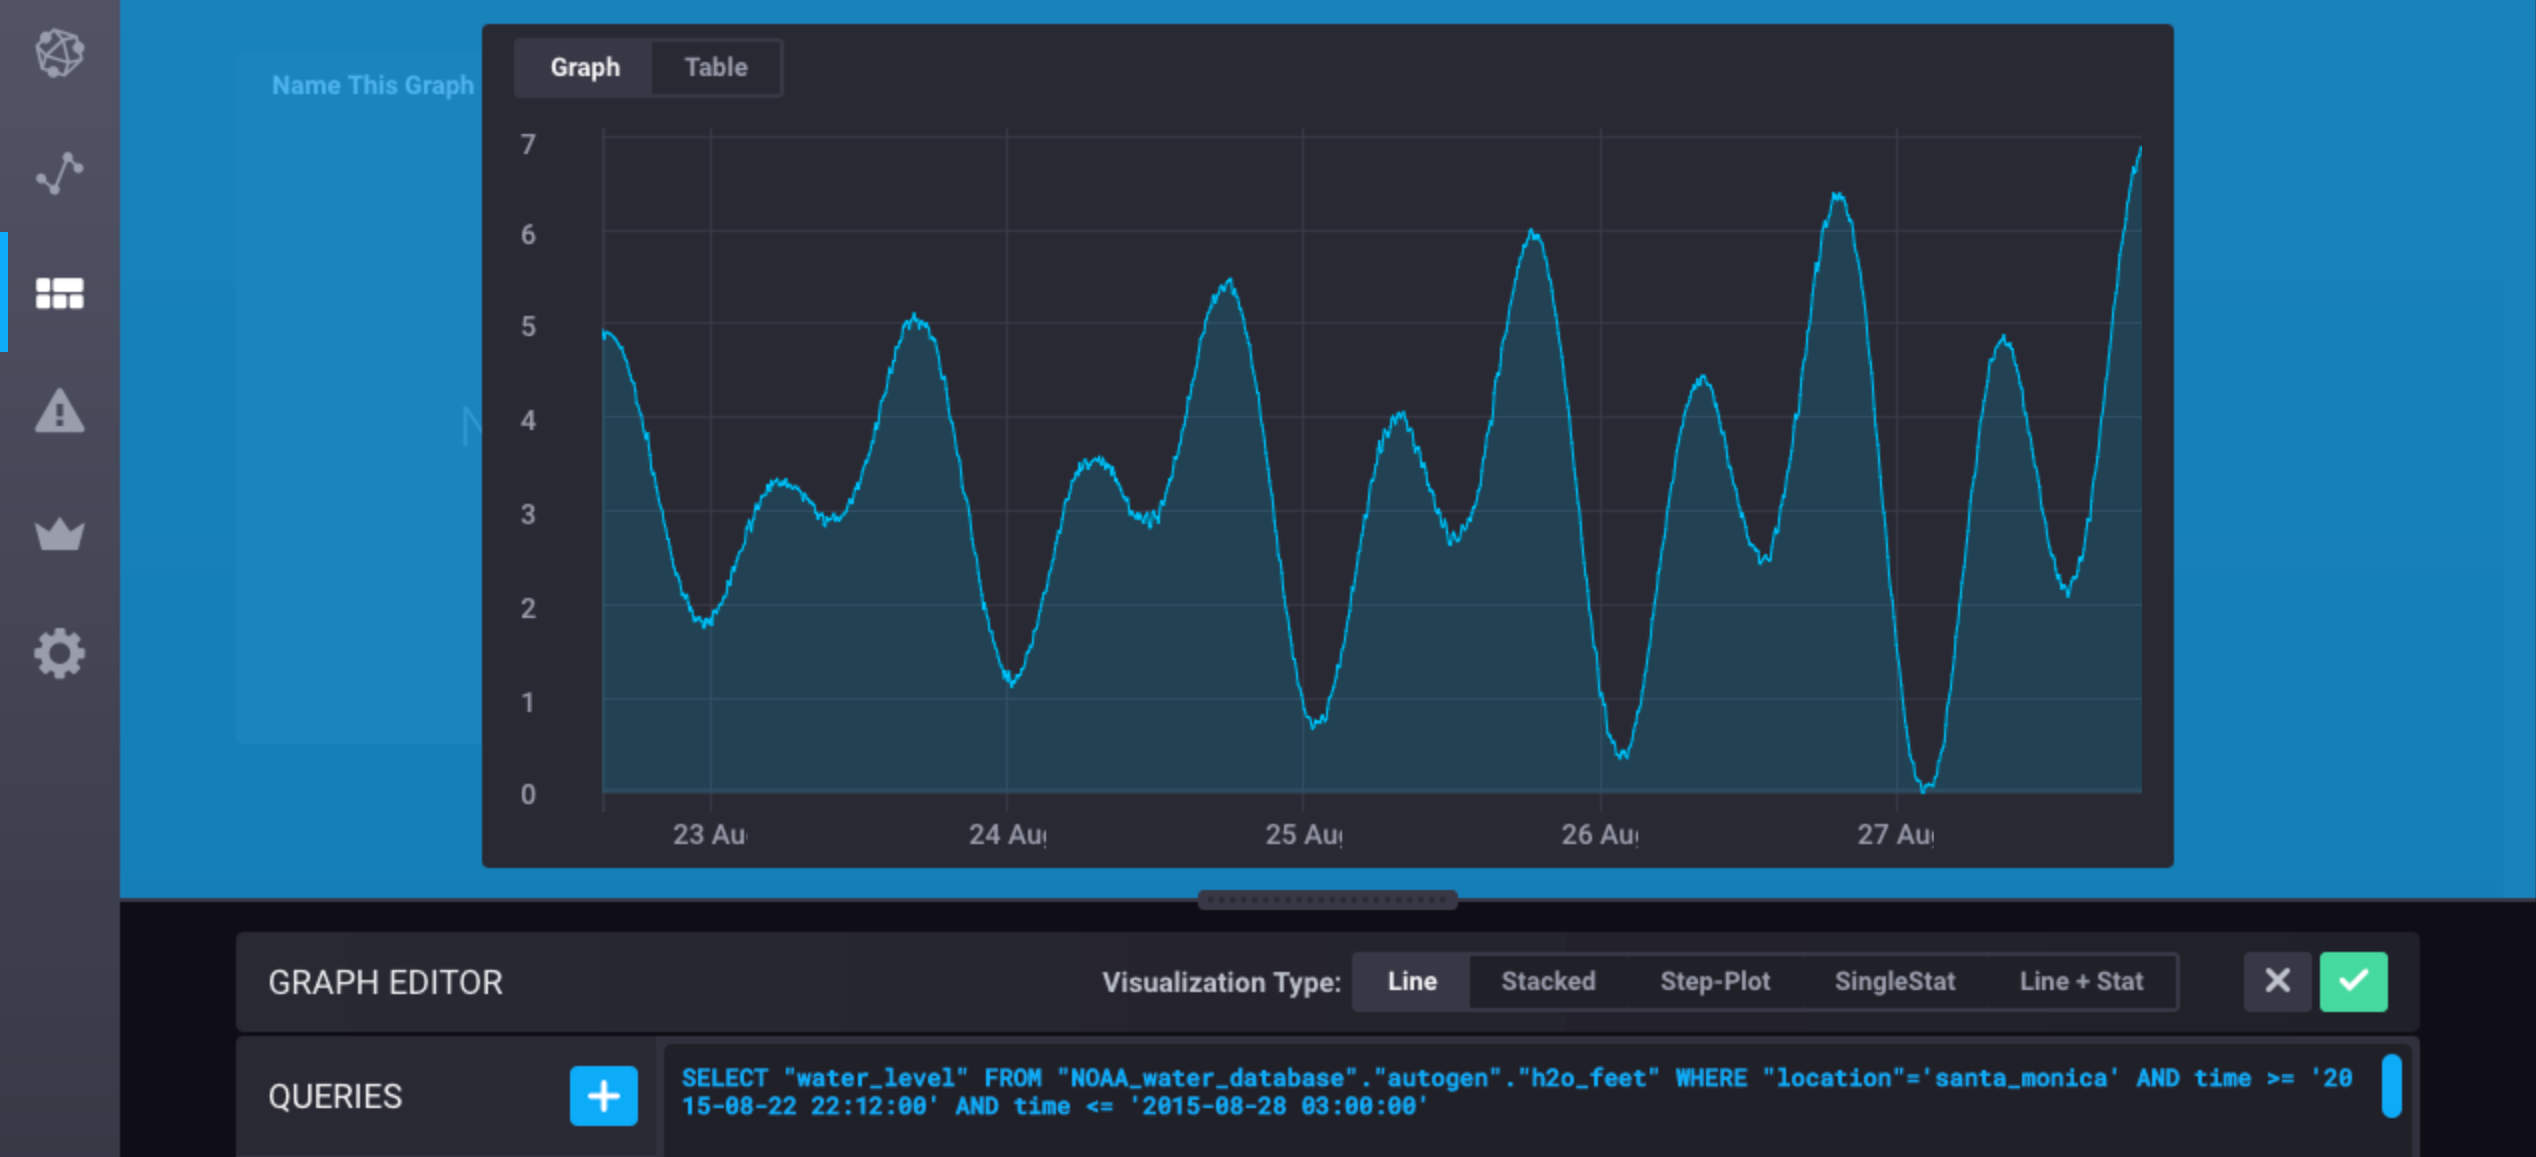 Name This Graph
Graph Table
7
6
5
4
3
2
1
0
23 Au 24 Au 25 Au 26 Au 27 Au
N
GRAPH EDITOR
Visualization Type: Line Stacked Step-Plot SingleStat Line + Stat
QUERIES
SELECT "water_level" FROM "NOAA_water_database"."autogen"."h2o_feet" WHERE "location"='santa_monica' AND time >= '20
15-08-22 22:12:00' AND time <= '2015-08-28 03:00:00'